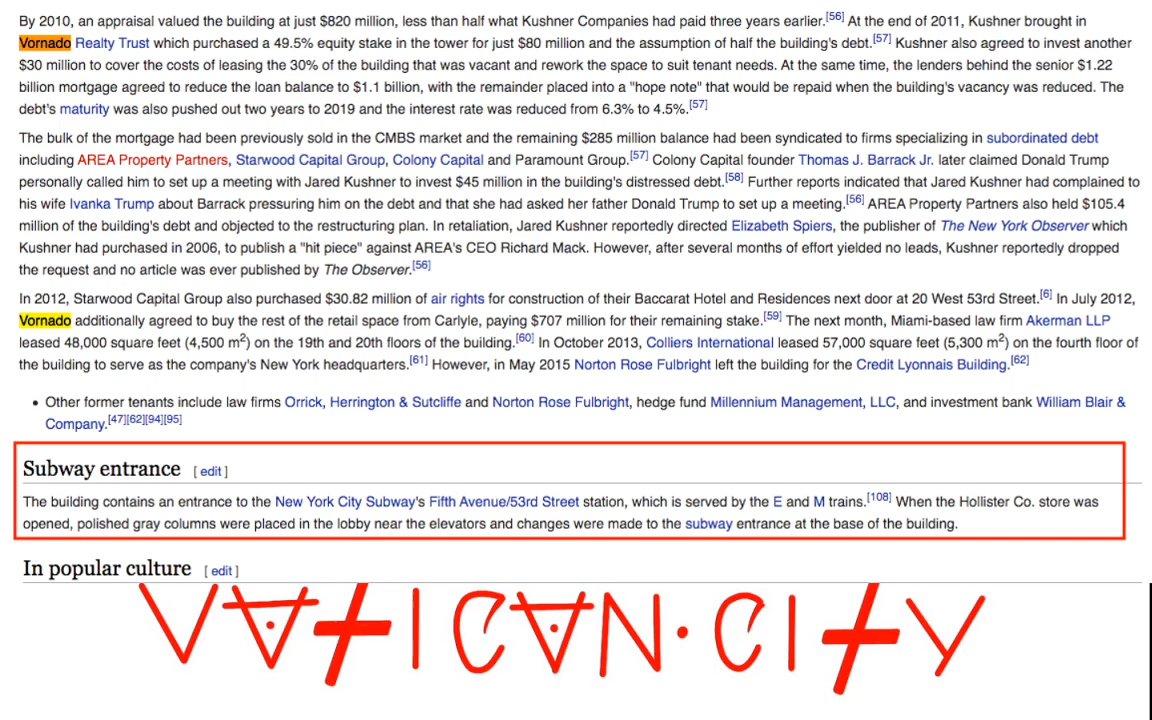 By 2010, an appraisal valued the building at just $820 million, less than half what Kushner Companies had paid three years earlier.[56] At the end of 2011, Kushner brought in
Vornado Realty Trust which purchased a 49.5% equity stake in the tower for just $80 million and the assumption of half the building's debt.[57] Kushner also agreed to invest another
$30 million to cover the costs of leasing the 30% of the building that was vacant and rework the space to suit tenant needs. At the same time, the lenders behind the senior $1.22
billion mortgage agreed to reduce the loan balance to $1.1 billion, with the remainder placed into a "hope note" that would be repaid when the building's vacancy was reduced. The
debt's maturity was also pushed out two years to 2019 and the interest rate was reduced from 6.3% to 4.5%.[57]
The bulk of the mortgage had been previously sold in the CMBS market and the remaining $285 million balance had been syndicated to firms specializing in subordinated debt
including AREA Property Partners, Starwood Capital Group, Colony Capital and Paramount Group.[57] Colony Capital founder Thomas J. Barrack Jr. later claimed Donald Trump
personally called him to set up a meeting with Jared Kushner to invest $45 million in the building's distressed debt.[58] Further reports indicated that Jared Kushner had complained to
his wife Ivanka Trump about Barrack pressuring him on the debt and that she had asked her father Donald Trump to set up a meeting.[56] AREA Property Partners also held $105.4
million of the building's debt and objected to the restructuring plan. In retaliation, Jared Kushner reportedly directed Elizabeth Spiers, the publisher of The New York Observer which
Kushner had purchased in 2006, to publish a "hit piece" against AREA's CEO Richard Mack. However, after several months of effort yielded no leads, Kushner reportedly dropped
the request and no article was ever published by The Observer.[56]
In 2012, Starwood Capital Group also purchased $30.82 million of air rights for construction of their Baccarat Hotel and Residences next door at 20 West 53rd Street.[6] In July 2012,
Vornado additionally agreed to buy the rest of the retail space from Carlyle, paying $707 million for their remaining stake.[59] The next month, Miami-based law firm Akerman LLP
leased 48,000 square feet (4,500 m²) on the 19th and 20th floors of the building.[60] In October 2013, Colliers International leased 57,000 square feet (5,300 m²) on the fourth floor of
the building to serve as the company's New York headquarters.[61] However, in May 2015 Norton Rose Fulbright left the building for the Credit Lyonnais Building.[62]
• Other former tenants include law firms Orrick, Herrington & Sutcliffe and Norton Rose Fulbright, hedge fund Millennium Management, LLC, and investment bank William Blair &
Company.[47][62][94][95]
Subway entrance [ edit ]
The building contains an entrance to the New York City Subway's Fifth Avenue/53rd Street station, which is served by the E and M trains.[108] When the Hollister Co. store was
opened, polished gray columns were placed in the lobby near the elevators and changes were made to the subway entrance at the base of the building.
In popular culture [ edit ]
VATICAN·CITY